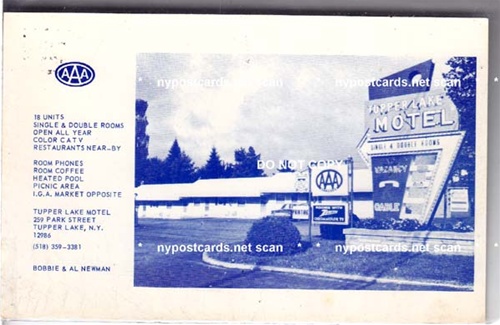 AAA
18 UNITS
SINGLE & DOUBLE ROOMS
OPEN ALL YEAR
COLOR CATV
RESTAURANTS NEAR-BY
ROOM PHONES
ROOM COFFEE
HEATED POOL
PICNIC AREA
I.G.A. MARKET OPPOSITE
TUPPER LAKE MOTEL
259 PARK STREET
TUPPER LAKE, N.Y.
12986
(518) 359-3381
BOBBIE & AL NEWMAN
nypostcards.net scan
nypostcards.net scan
TUPPER LAKE
MOTEL
SINGLE & DOUBLE ROOMS
VACANCY
CABLE
DO NOT COPY
AAA
nypostcards.net scan
nypostcards.net scan